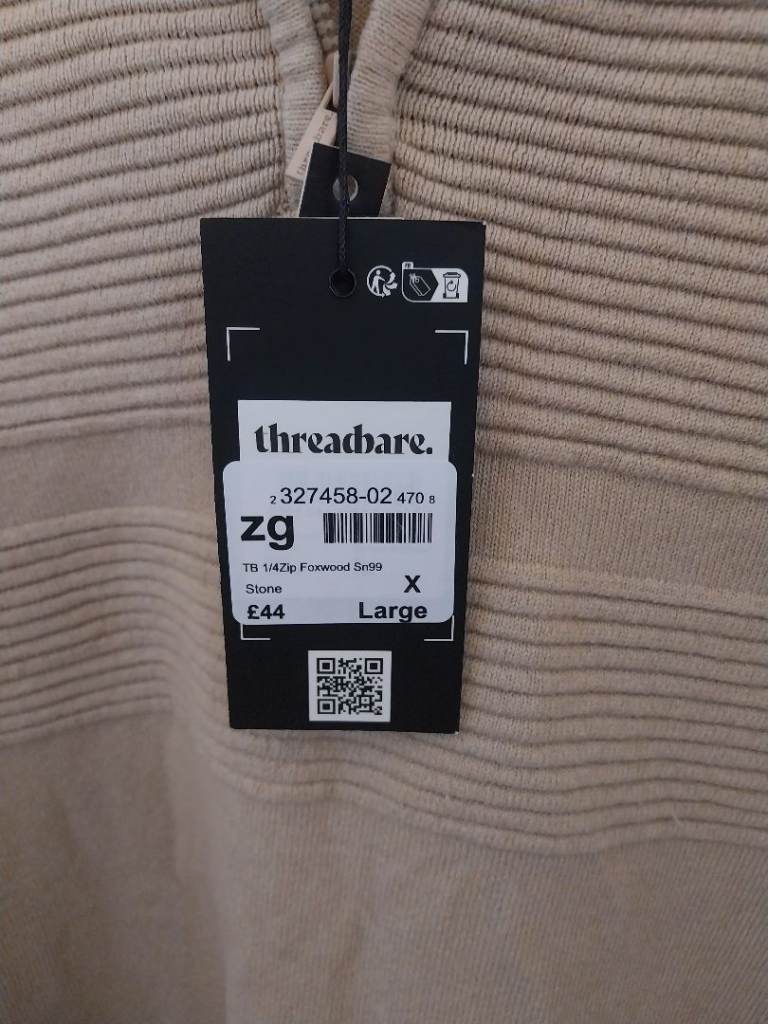 threadbare.
2 327458-02 470 8
zg
TB 1/4Zip Foxwood Sn99
Stone X
£44 Large